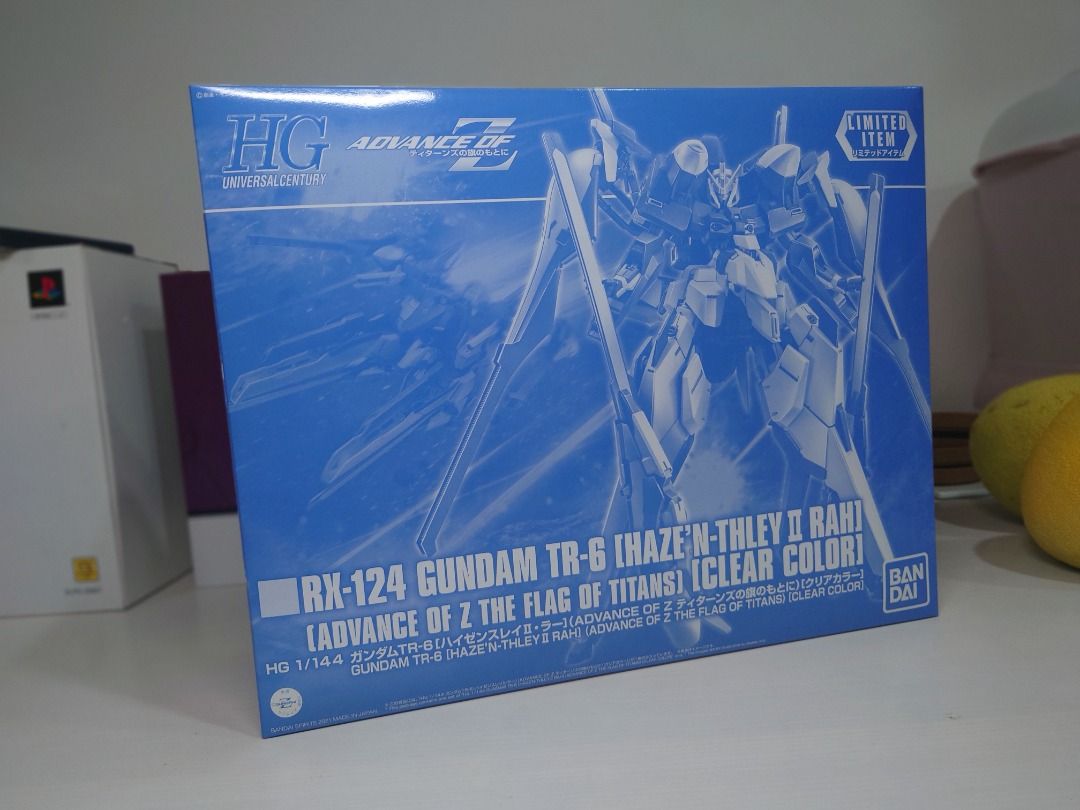 HG
UNIVERSAL CENTURY
ADVANCE OF Z
ティターンズの旗のもとに
LIMITED
ITEM
リミテッドアイテム
RX-124 GUNDAM TR-6 [HAZE'N-THLEY II RAH]
(ADVANCE OF Z THE FLAG OF TITANS) [CLEAR COLOR]
HG 1/144 ガンダムTR-6[ハイゼンスレイⅡ・ラー](ADVANCE OF Z ティターンズの旗のもとに)[クリアカラー]
GUNDAM TR-6 [HAZE'N-THLEY II RAH] (ADVANCE OF Z THE FLAG OF TITANS) [CLEAR COLOR]
BAN
DAI
BANDAI SPIRITS 2021 MADE IN JAPAN